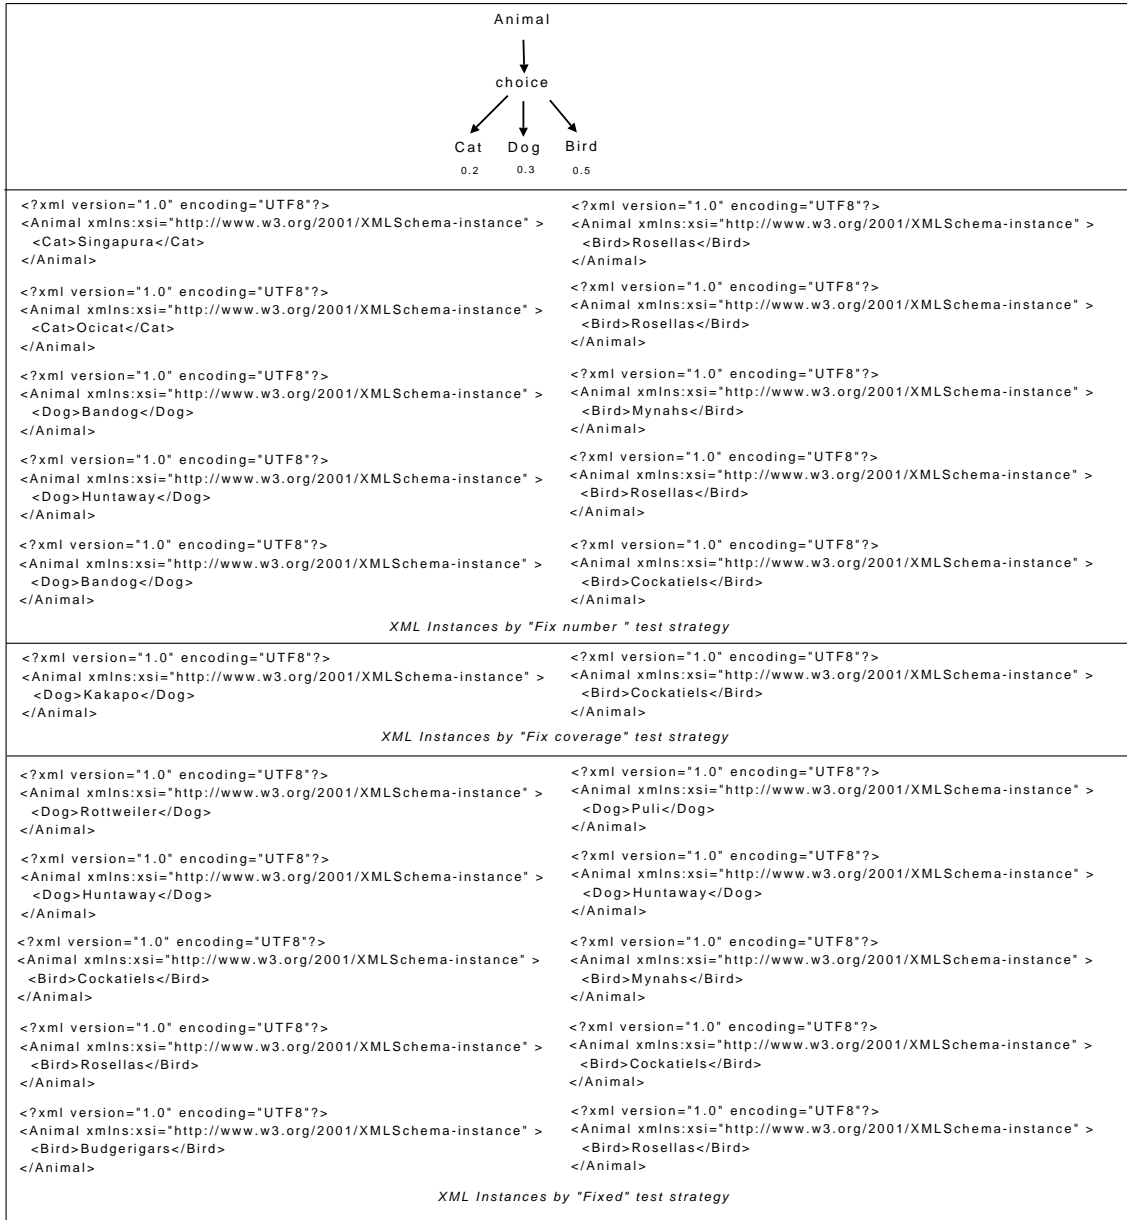 Animal
choice
Cat Dog Bird
0.2 0.3 0.5
<?xml version="1.0" encoding="UTF8"?>
<Animal xmlns:xsi="http://www.w3.org/2001/XMLSchema-instance" >
<Cat>Singapura</Cat>
</Animal>
<?xml version="1.0" encoding="UTF8"?>
<Animal xmlns:xsi="http://www.w3.org/2001/XMLSchema-instance" >
<Cat>Ocicat</Cat>
</Animal>
<?xml version="1.0" encoding="UTF8"?>
<Animal xmlns:xsi="http://www.w3.org/2001/XMLSchema-instance" >
<Dog>Bandog</Dog>
</Animal>
<?xml version="1.0" encoding="UTF8"?>
<Animal xmlns:xsi="http://www.w3.org/2001/XMLSchema-instance" >
<Dog>Huntaway</Dog>
</Animal>
<?xml version="1.0" encoding="UTF8"?>
<Animal xmlns:xsi="http://www.w3.org/2001/XMLSchema-instance" >
<Dog>Bandog</Dog>
</Animal>
<?xml version="1.0" encoding="UTF8"?>
<Animal xmlns:xsi="http://www.w3.org/2001/XMLSchema-instance" >
<Bird>Rosellas</Bird>
</Animal>
<?xml version="1.0" encoding="UTF8"?>
<Animal xmlns:xsi="http://www.w3.org/2001/XMLSchema-instance" >
<Bird>Rosellas</Bird>
</Animal>
<?xml version="1.0" encoding="UTF8"?>
<Animal xmlns:xsi="http://www.w3.org/2001/XMLSchema-instance" >
<Bird>Mynahs</Bird>
</Animal>
<?xml version="1.0" encoding="UTF8"?>
<Animal xmlns:xsi="http://www.w3.org/2001/XMLSchema-instance" >
<Bird>Rosellas</Bird>
</Animal>
<?xml version="1.0" encoding="UTF8"?>
<Animal xmlns:xsi="http://www.w3.org/2001/XMLSchema-instance" >
<Bird>Cockatiels</Bird>
</Animal>
XML Instances by "Fix number " test strategy
<?xml version="1.0" encoding="UTF8"?>
<Animal xmlns:xsi="http://www.w3.org/2001/XMLSchema-instance" >
<Dog>Kakapo</Dog>
</Animal>
<?xml version="1.0" encoding="UTF8"?>
<Animal xmlns:xsi="http://www.w3.org/2001/XMLSchema-instance" >
<Bird>Cockatiels</Bird>
</Animal>
XML Instances by "Fix coverage" test strategy
<?xml version="1.0" encoding="UTF8"?>
<Animal xmlns:xsi="http://www.w3.org/2001/XMLSchema-instance" >
<Dog>Rottweiler</Dog>
</Animal>
<?xml version="1.0" encoding="UTF8"?>
<Animal xmlns:xsi="http://www.w3.org/2001/XMLSchema-instance" >
<Dog>Huntaway</Dog>
</Animal>
<?xml version="1.0" encoding="UTF8"?>
<Animal xmlns:xsi="http://www.w3.org/2001/XMLSchema-instance" >
<Bird>Cockatiels</Bird>
</Animal>
<?xml version="1.0" encoding="UTF8"?>
<Animal xmlns:xsi="http://www.w3.org/2001/XMLSchema-instance" >
<Bird>Rosellas</Bird>
</Animal>
<?xml version="1.0" encoding="UTF8"?>
<Animal xmlns:xsi="http://www.w3.org/2001/XMLSchema-instance" >
<Bird>Budgerigars</Bird>
</Animal>
<?xml version="1.0" encoding="UTF8"?>
<Animal xmlns:xsi="http://www.w3.org/2001/XMLSchema-instance" >
<Dog>Puli</Dog>
</Animal>
<?xml version="1.0" encoding="UTF8"?>
<Animal xmlns:xsi="http://www.w3.org/2001/XMLSchema-instance" >
<Dog>Huntaway</Dog>
</Animal>
<?xml version="1.0" encoding="UTF8"?>
<Animal xmlns:xsi="http://www.w3.org/2001/XMLSchema-instance" >
<Bird>Mynahs</Bird>
</Animal>
<?xml version="1.0" encoding="UTF8"?>
<Animal xmlns:xsi="http://www.w3.org/2001/XMLSchema-instance" >
<Bird>Cockatiels</Bird>
</Animal>
<?xml version="1.0" encoding="UTF8"?>
<Animal xmlns:xsi="http://www.w3.org/2001/XMLSchema-instance" >
<Bird>Rosellas</Bird>
</Animal>
XML Instances by "Fixed" test strategy